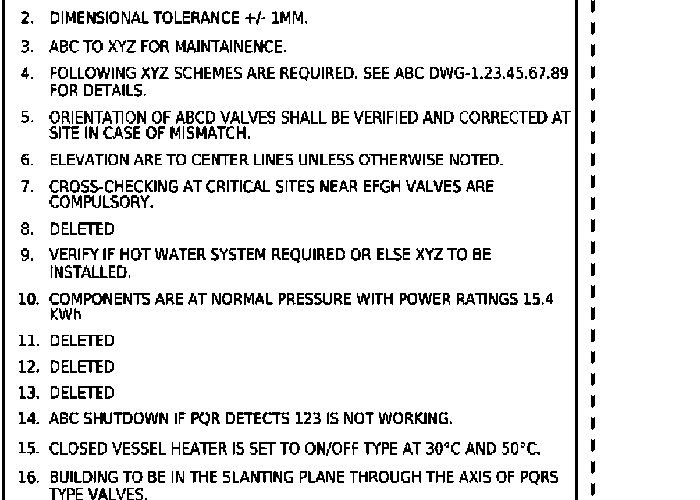 2. DIMENSIONAL TOLERANCE +/- 1MM.
3. ABC TO XYZ FOR MAINTAINENCE.
4. FOLLOWING XYZ SCHEMES ARE REQUIRED. SEE ABC DWG-1.23.45.67.89
FOR DETAILS.
5. ORIENTATION OF ABCD VALVES SHALL BE VERIFIED AND CORRECTED AT
SITE IN CASE OF MISMATCH.
6. ELEVATION ARE TO CENTER LINES UNLESS OTHERWISE NOTED.
7. CROSS-CHECKING AT CRITICAL SITES NEAR EFGH VALVES ARE
COMPULSORY.
8. DELETED
9. VERIFY IF HOT WATER SYSTEM REQUIRED OR ELSE XYZ TO BE
INSTALLED.
10. COMPONENTS ARE AT NORMAL PRESSURE WITH POWER RATINGS 15.4
KWh
11. DELETED
12. DELETED
13. DELETED
14. ABC SHUTDOWN IF PQR DETECTS 123 IS NOT WORKING.
15. CLOSED VESSEL HEATER IS SET TO ON/OFF TYPE AT 30°C AND 50°C.
16. BUILDING TO BE IN THE SLANTING PLANE THROUGH THE AXIS OF PQRS
TYPE VALVES.